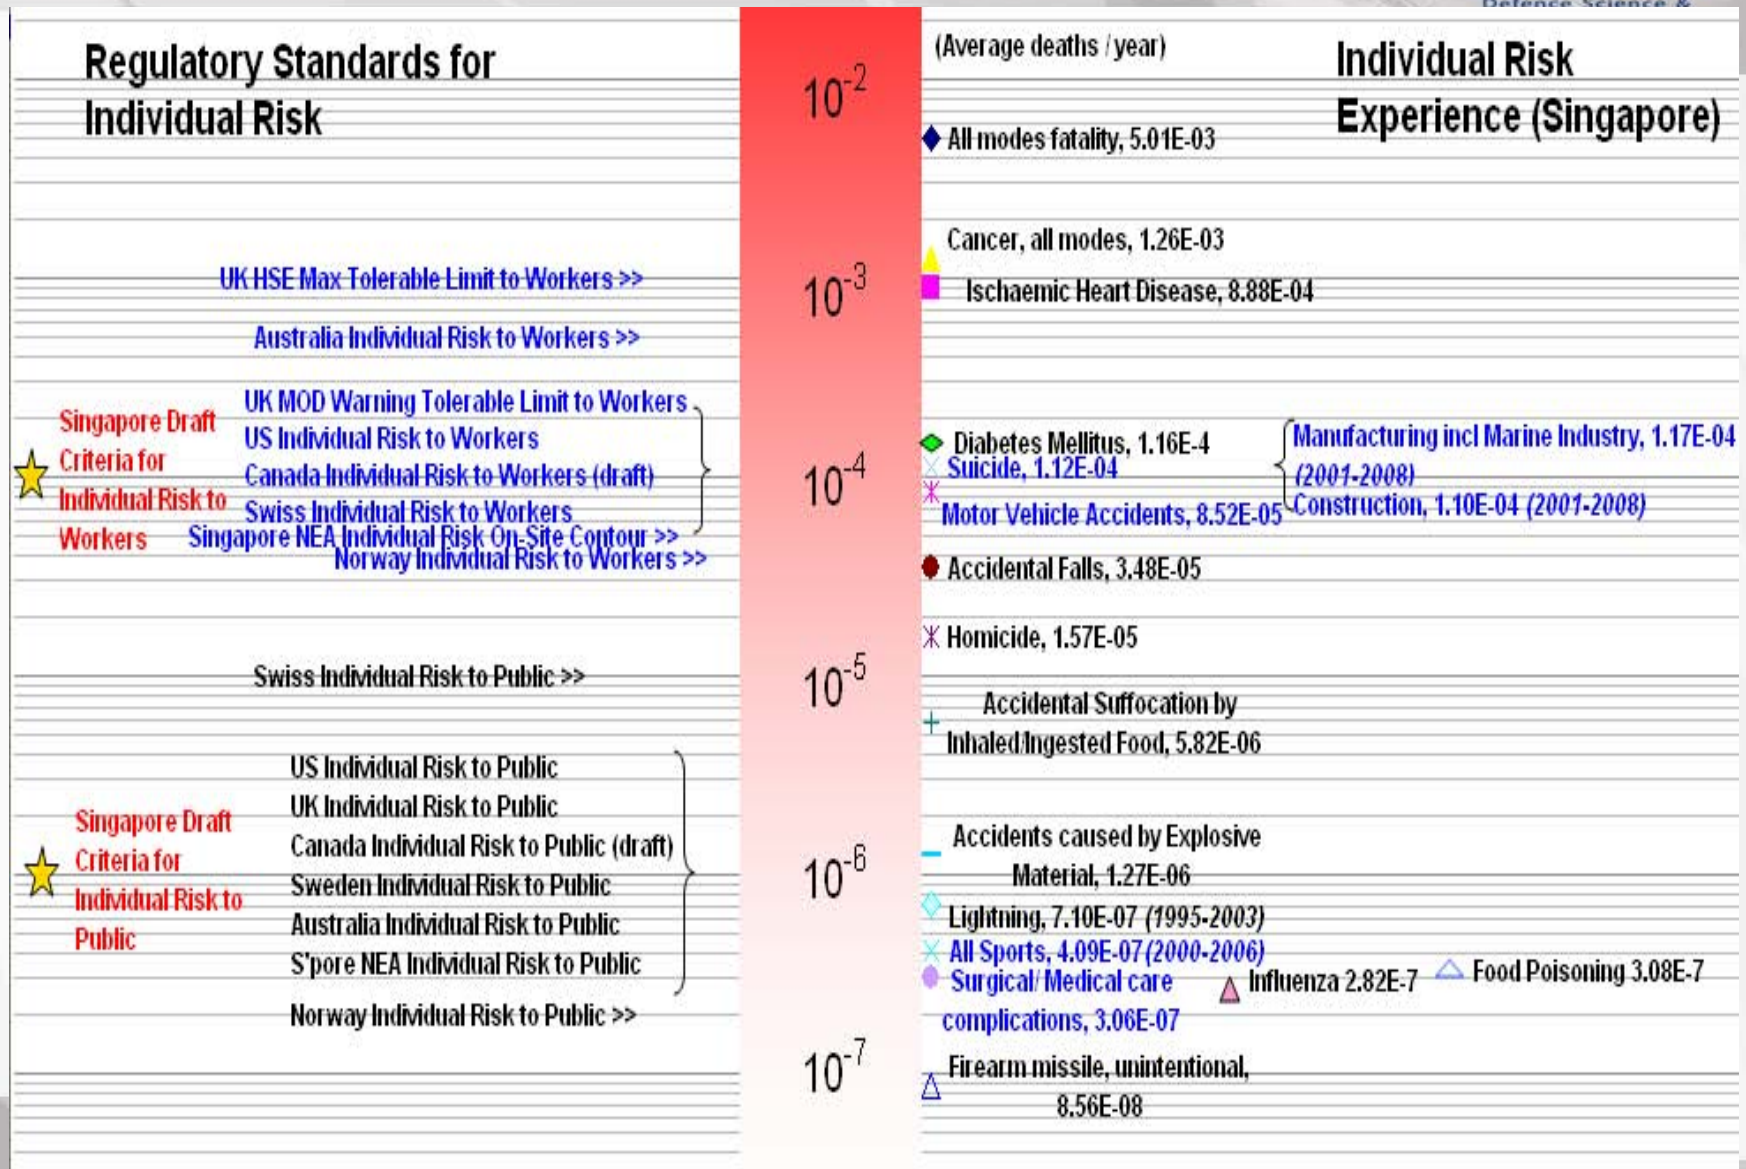 Defence Science &
Regulatory Standards for
Individual Risk
UK HSE Max Tolerable Limit to Workers >>
Australia Individual Risk to Workers >>
Singapore Draft
Criteria for
Individual Risk to
Workers
UK MOD Warning Tolerable Limit to Workers
US Individual Risk to Workers
Canada Individual Risk to Workers (draft)
Swiss Individual Risk to Workers
Singapore NEA Individual Risk On-Site Contour >>
Norway Individual Risk to Workers >>
Swiss Individual Risk to Public >>
Singapore Draft
Criteria for
Individual Risk to
Public
US Individual Risk to Public
UK Individual Risk to Public
Canada Individual Risk to Public (draft)
Sweden Individual Risk to Public
Australia Individual Risk to Public
S'pore NEA Individual Risk to Public
Norway Individual Risk to Public >>
10⁻²
10⁻³
10⁻⁴
10⁻⁵
10⁻⁶
10⁻⁷
(Average deaths / year)
Individual Risk
Experience (Singapore)
All modes fatality, 5.01E-03
Cancer, all modes, 1.26E-03
Ischaemic Heart Disease, 8.88E-04
Diabetes Mellitus, 1.16E-4
Suicide, 1.12E-04
Motor Vehicle Accidents, 8.52E-05
Manufacturing incl Marine Industry, 1.17E-04
(2001-2008)
Construction, 1.10E-04 (2001-2008)
Accidental Falls, 3.48E-05
Homicide, 1.57E-05
Accidental Suffocation by
Inhaled/Ingested Food, 5.82E-06
Accidents caused by Explosive
Material, 1.27E-06
Lightning, 7.10E-07 (1995-2003)
All Sports, 4.09E-07 (2000-2006)
Surgical/ Medical care
complications, 3.06E-07
Influenza 2.82E-7
Food Poisoning 3.08E-7
Firearm missile, unintentional,
8.56E-08